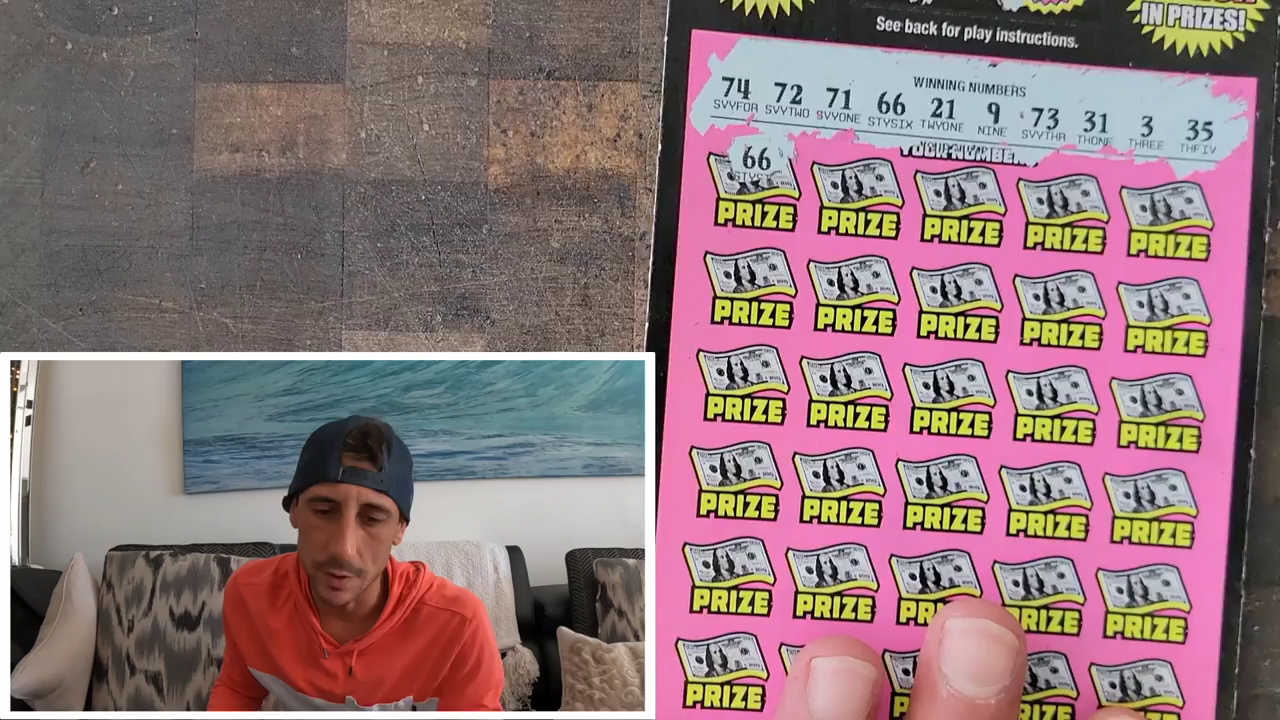 IN PRIZES!
See back for play instructions.
WINNING NUMBERS
74 72 71 66 21 9 73 31 3 35
SVYFOR SVYTWO SVYONE STYSIX TWYONE NINE SVYTHR THONE THREE THFIV
YOUR NUMBER
66
PRIZE PRIZE PRIZE PRIZE PRIZE
PRIZE PRIZE PRIZE PRIZE PRIZE
PRIZE PRIZE PRIZE PRIZE PRIZE
PRIZE PRIZE PRIZE PRIZE PRIZE
PRIZE PRIZE PRIZE PRIZE
PRIZE